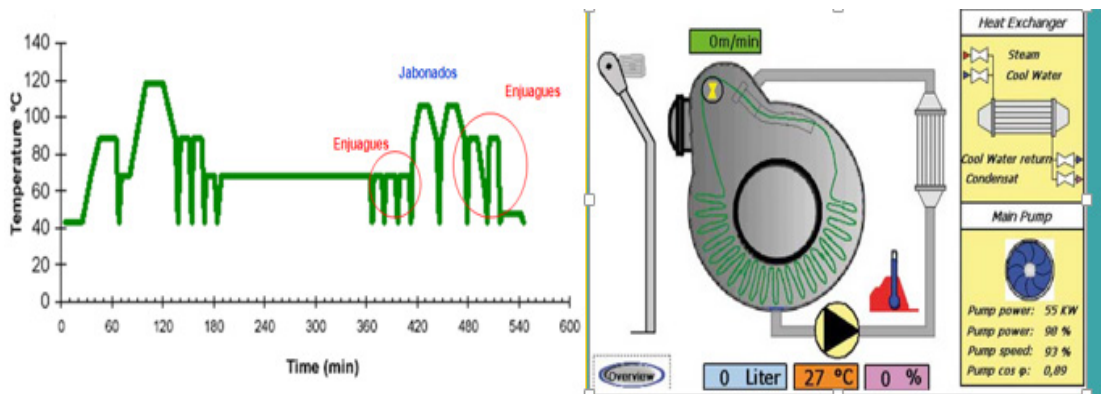 140
120
100
80
60
40
20
0
Temperature °C
0 60 120 180 240 300 360 420 480 540 600
Time (min)
Jabonados
Enjuagues
Enjuagues
0m/min
Overview
0 Liter
27 °C
0 %
Heat Exchanger
Steam
Cool Water
Cool Water return
Condensat
Main Pump
Pump power: 55 KW
Pump power: 90 %
Pump speed: 93 %
Pump cos φ: 0,89